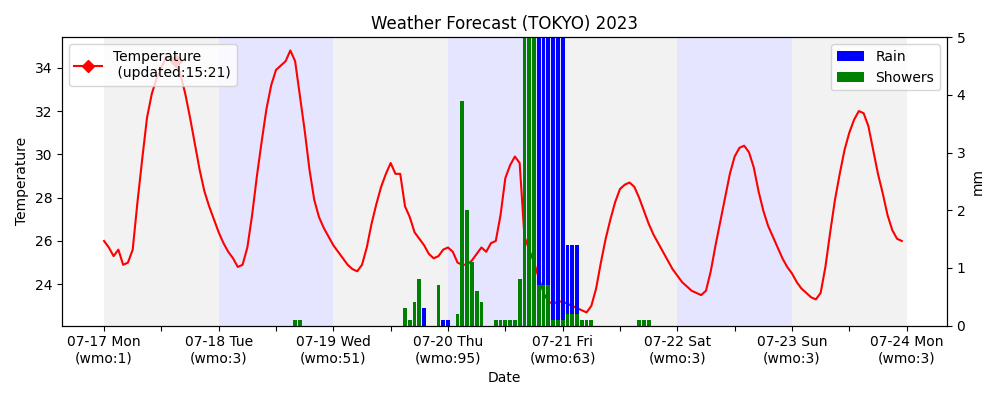 Weather Forecast (TOKYO) 2023
Temperature
(updated:15:21)
Rain
Showers
Temperature
34
32
30
28
26
24
5
4
3
2
1
0
mm
07-17 Mon
(wmo:1)
07-18 Tue
(wmo:3)
07-19 Wed
(wmo:51)
07-20 Thu
(wmo:95)
07-21 Fri
(wmo:63)
07-22 Sat
(wmo:3)
07-23 Sun
(wmo:3)
07-24 Mon
(wmo:3)
Date